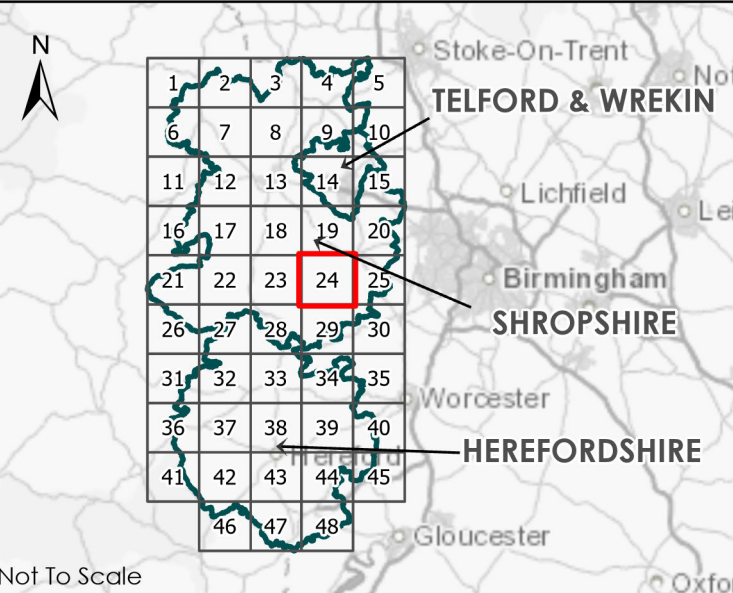 N
Stoke-On-Trent
1 2 3 4 5
TELFORD & WREKIN
6 7 8 9 10
11 12 13 14 15
Lichfield
16 17 18 19 20
21 22 23 24 25
Birmingham
SHROPSHIRE
26 27 28 29 30
31 32 33 34 35
Worcester
36 37 38 39 40
HEREFORDSHIRE
Hereford
41 42 43 44 45
46 47 48
Gloucester
Not To Scale